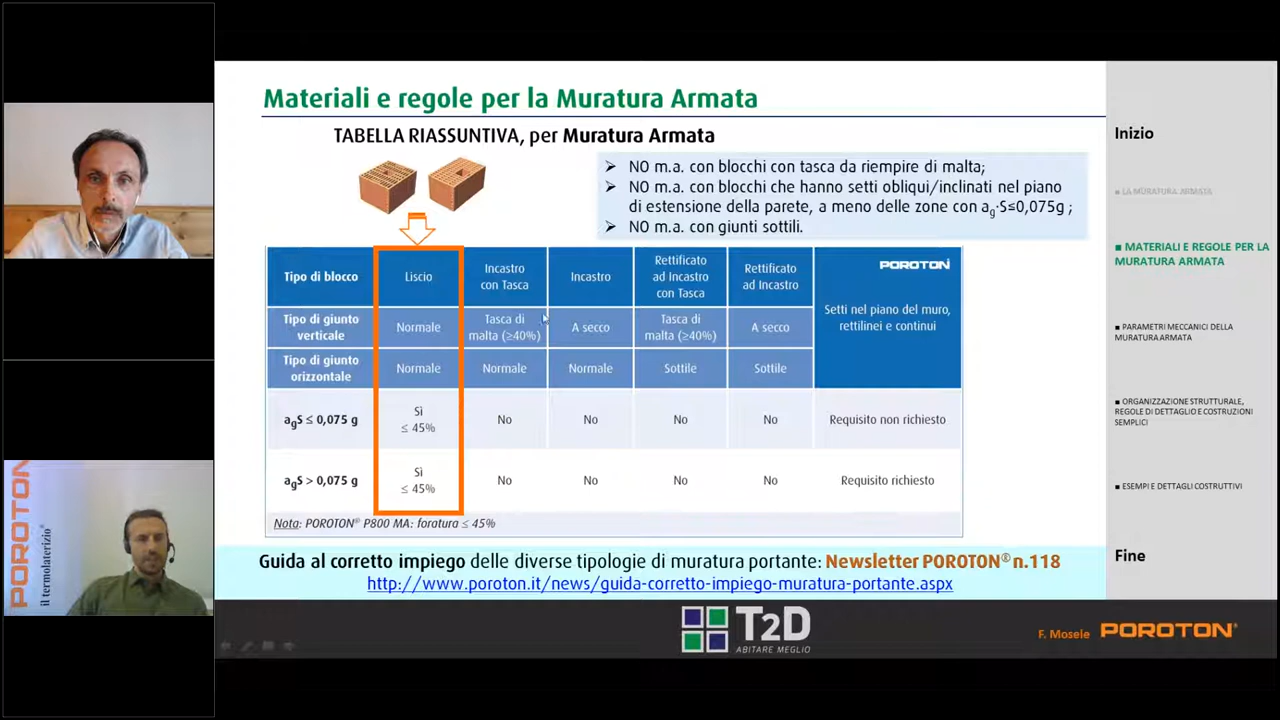 Materiali e regole per la Muratura Armata
TABELLA RIASSUNTIVA, per Muratura Armata
➢ NO m.a. con blocchi con tasca da riempire di malta;
➢ NO m.a. con blocchi che hanno setti obliqui/inclinati nel piano
di estensione della parete, a meno delle zone con ag·S≤0,075g ;
➢ NO m.a. con giunti sottili.
Tipo di blocco
Liscio
Incastro
con Tasca
Incastro
Rettificato
ad Incastro
con Tasca
Rettificato
ad Incastro
POROTON
Setti nel piano del muro,
rettilinei e continui
Tipo di giunto
verticale
Normale
Tasca di
malta (≥40%)
A secco
Tasca di
malta (≥40%)
A secco
Tipo di giunto
orizzontale
Normale
Normale
Normale
Sottile
Sottile
agS ≤ 0,075 g
Sì
≤ 45%
No
No
No
No
Requisito non richiesto
agS > 0,075 g
Sì
≤ 45%
No
No
No
No
Requisito richiesto
Nota: POROTON® P800 MA: foratura ≤ 45%
Guida al corretto impiego delle diverse tipologie di muratura portante: Newsletter POROTON® n.118
http://www.poroton.it/news/guida-corretto-impiego-muratura-portante.aspx
Inizio
■ LA MURATURA ARMATA
■ MATERIALI E REGOLE PER LA
MURATURA ARMATA
■ PARAMETRI MECCANICI DELLA
MURATURA ARMATA
■ ORGANIZZAZIONE STRUTTURALE,
REGOLE DI DETTAGLIO E COSTRUZIONI
SEMPLICI
■ ESEMPI E DETTAGLI COSTRUTTIVI
Fine
T2D
ABITARE MEGLIO
F. Mosele POROTON®
POROTON
il termolaterizio®